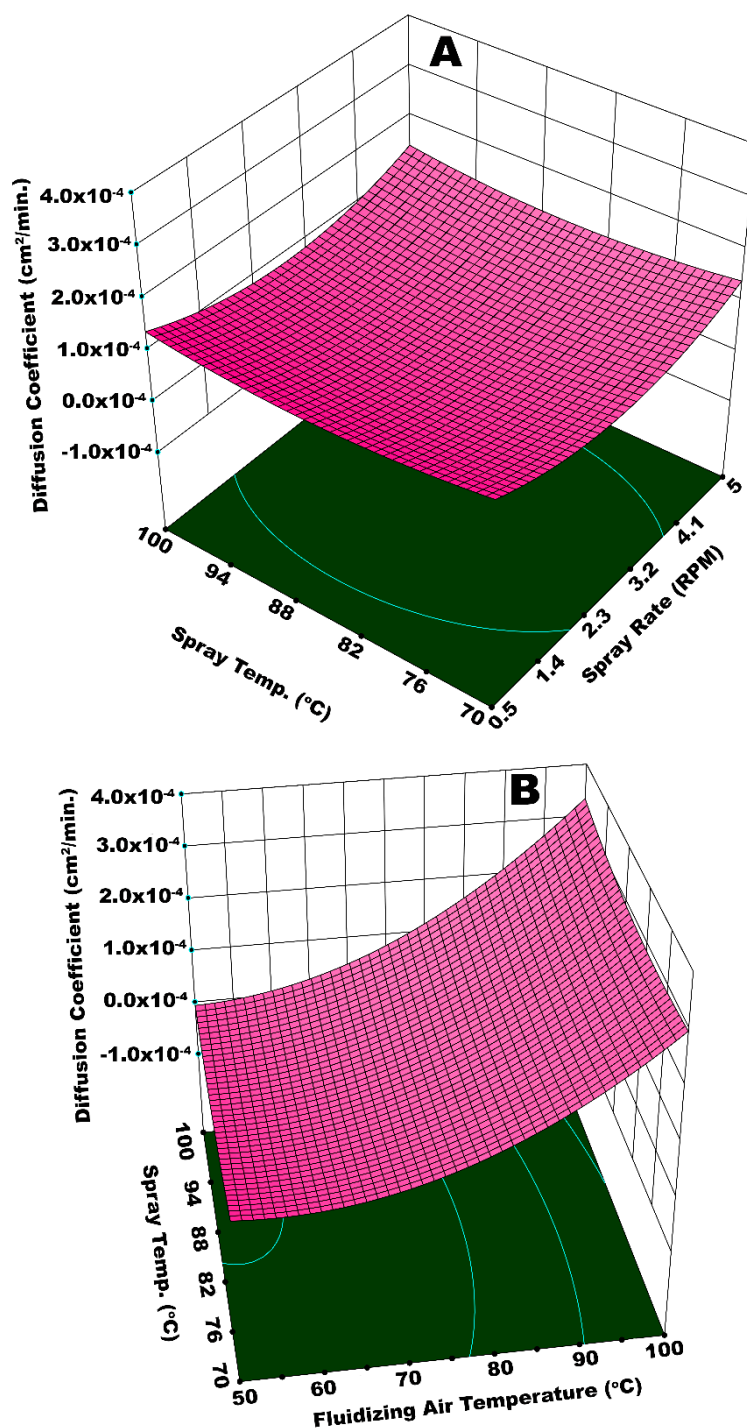 A
Diffusion Coefficient (cm²/min.)
4.0x10⁻⁴
3.0x10⁻⁴
2.0x10⁻⁴
1.0x10⁻⁴
0.0x10⁻⁴
-1.0x10⁻⁴
100
94
88
82
76
70
Spray Temp. (°C)
0.5
1.4
2.3
3.2
4.1
5
Spray Rate (RPM)
B
Diffusion Coefficient (cm²/min.)
4.0x10⁻⁴
3.0x10⁻⁴
2.0x10⁻⁴
1.0x10⁻⁴
0.0x10⁻⁴
-1.0x10⁻⁴
100
94
88
82
76
70
Spray Temp. (°C)
50
60
70
80
90
100
Fluidizing Air Temperature (°C)